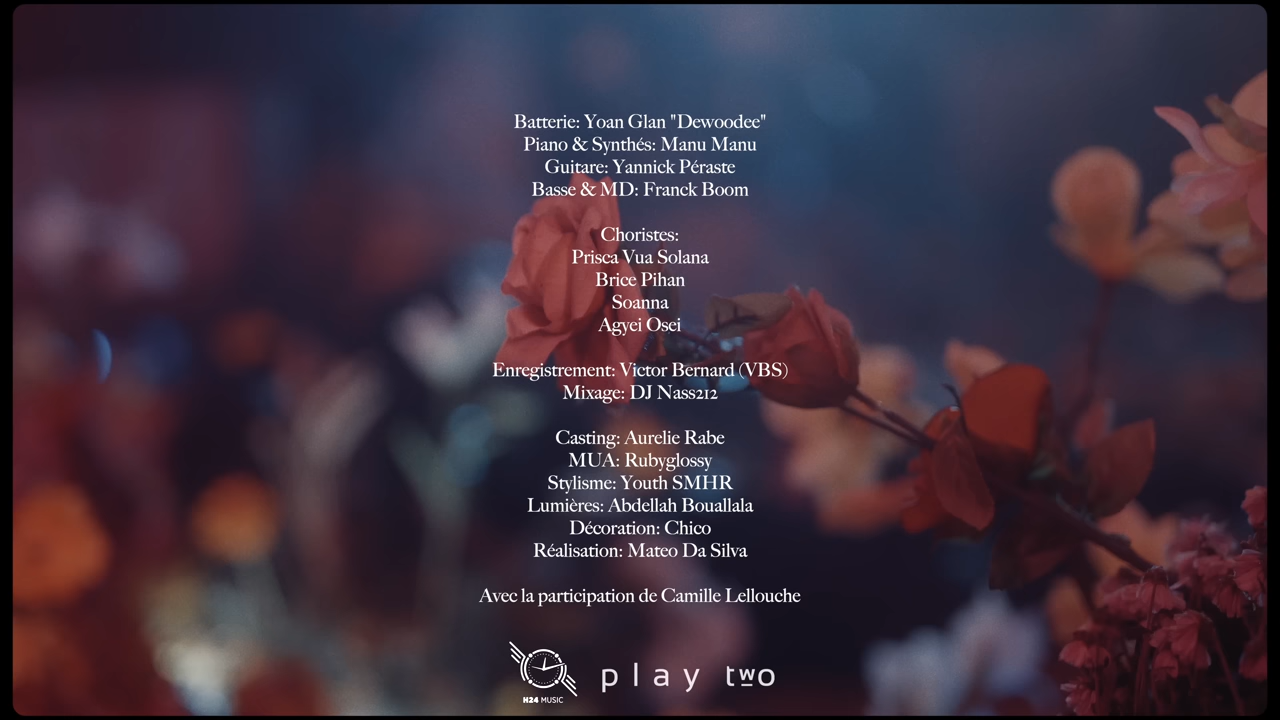 Batterie: Yoan Glan "Dewoodee"
Piano & Synthés: Manu Manu
Guitare: Yannick Péraste
Basse & MD: Franck Boom
Choristes:
Prisca Vua Solana
Brice Pihan
Soanna
Agyei Osei
Enregistrement: Victor Bernard (VBS)
Mixage: DJ Nass212
Casting: Aurelie Rabe
MUA: Rubyglossy
Stylisme: Youth SMHR
Lumières: Abdellah Bouallala
Décoration: Chico
Réalisation: Mateo Da Silva
Avec la participation de Camille Lellouche
H24 MUSIC
play two